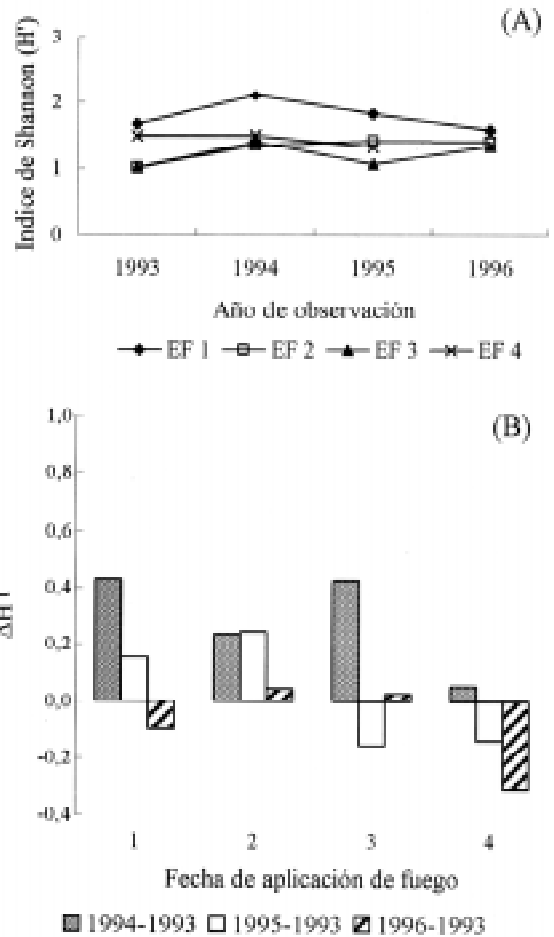 (A)
Indice de Shannon (H')
3
2
1
0
1993 1994 1995 1996
Año de observación
EF 1 EF 2 EF 3 EF 4
(B)
1,0
0,8
0,6
0,4
0,2
0,0
-0,2
-0,4
1 2 3 4
Fecha de aplicación de fuego
1994-1993 1995-1993 1996-1993